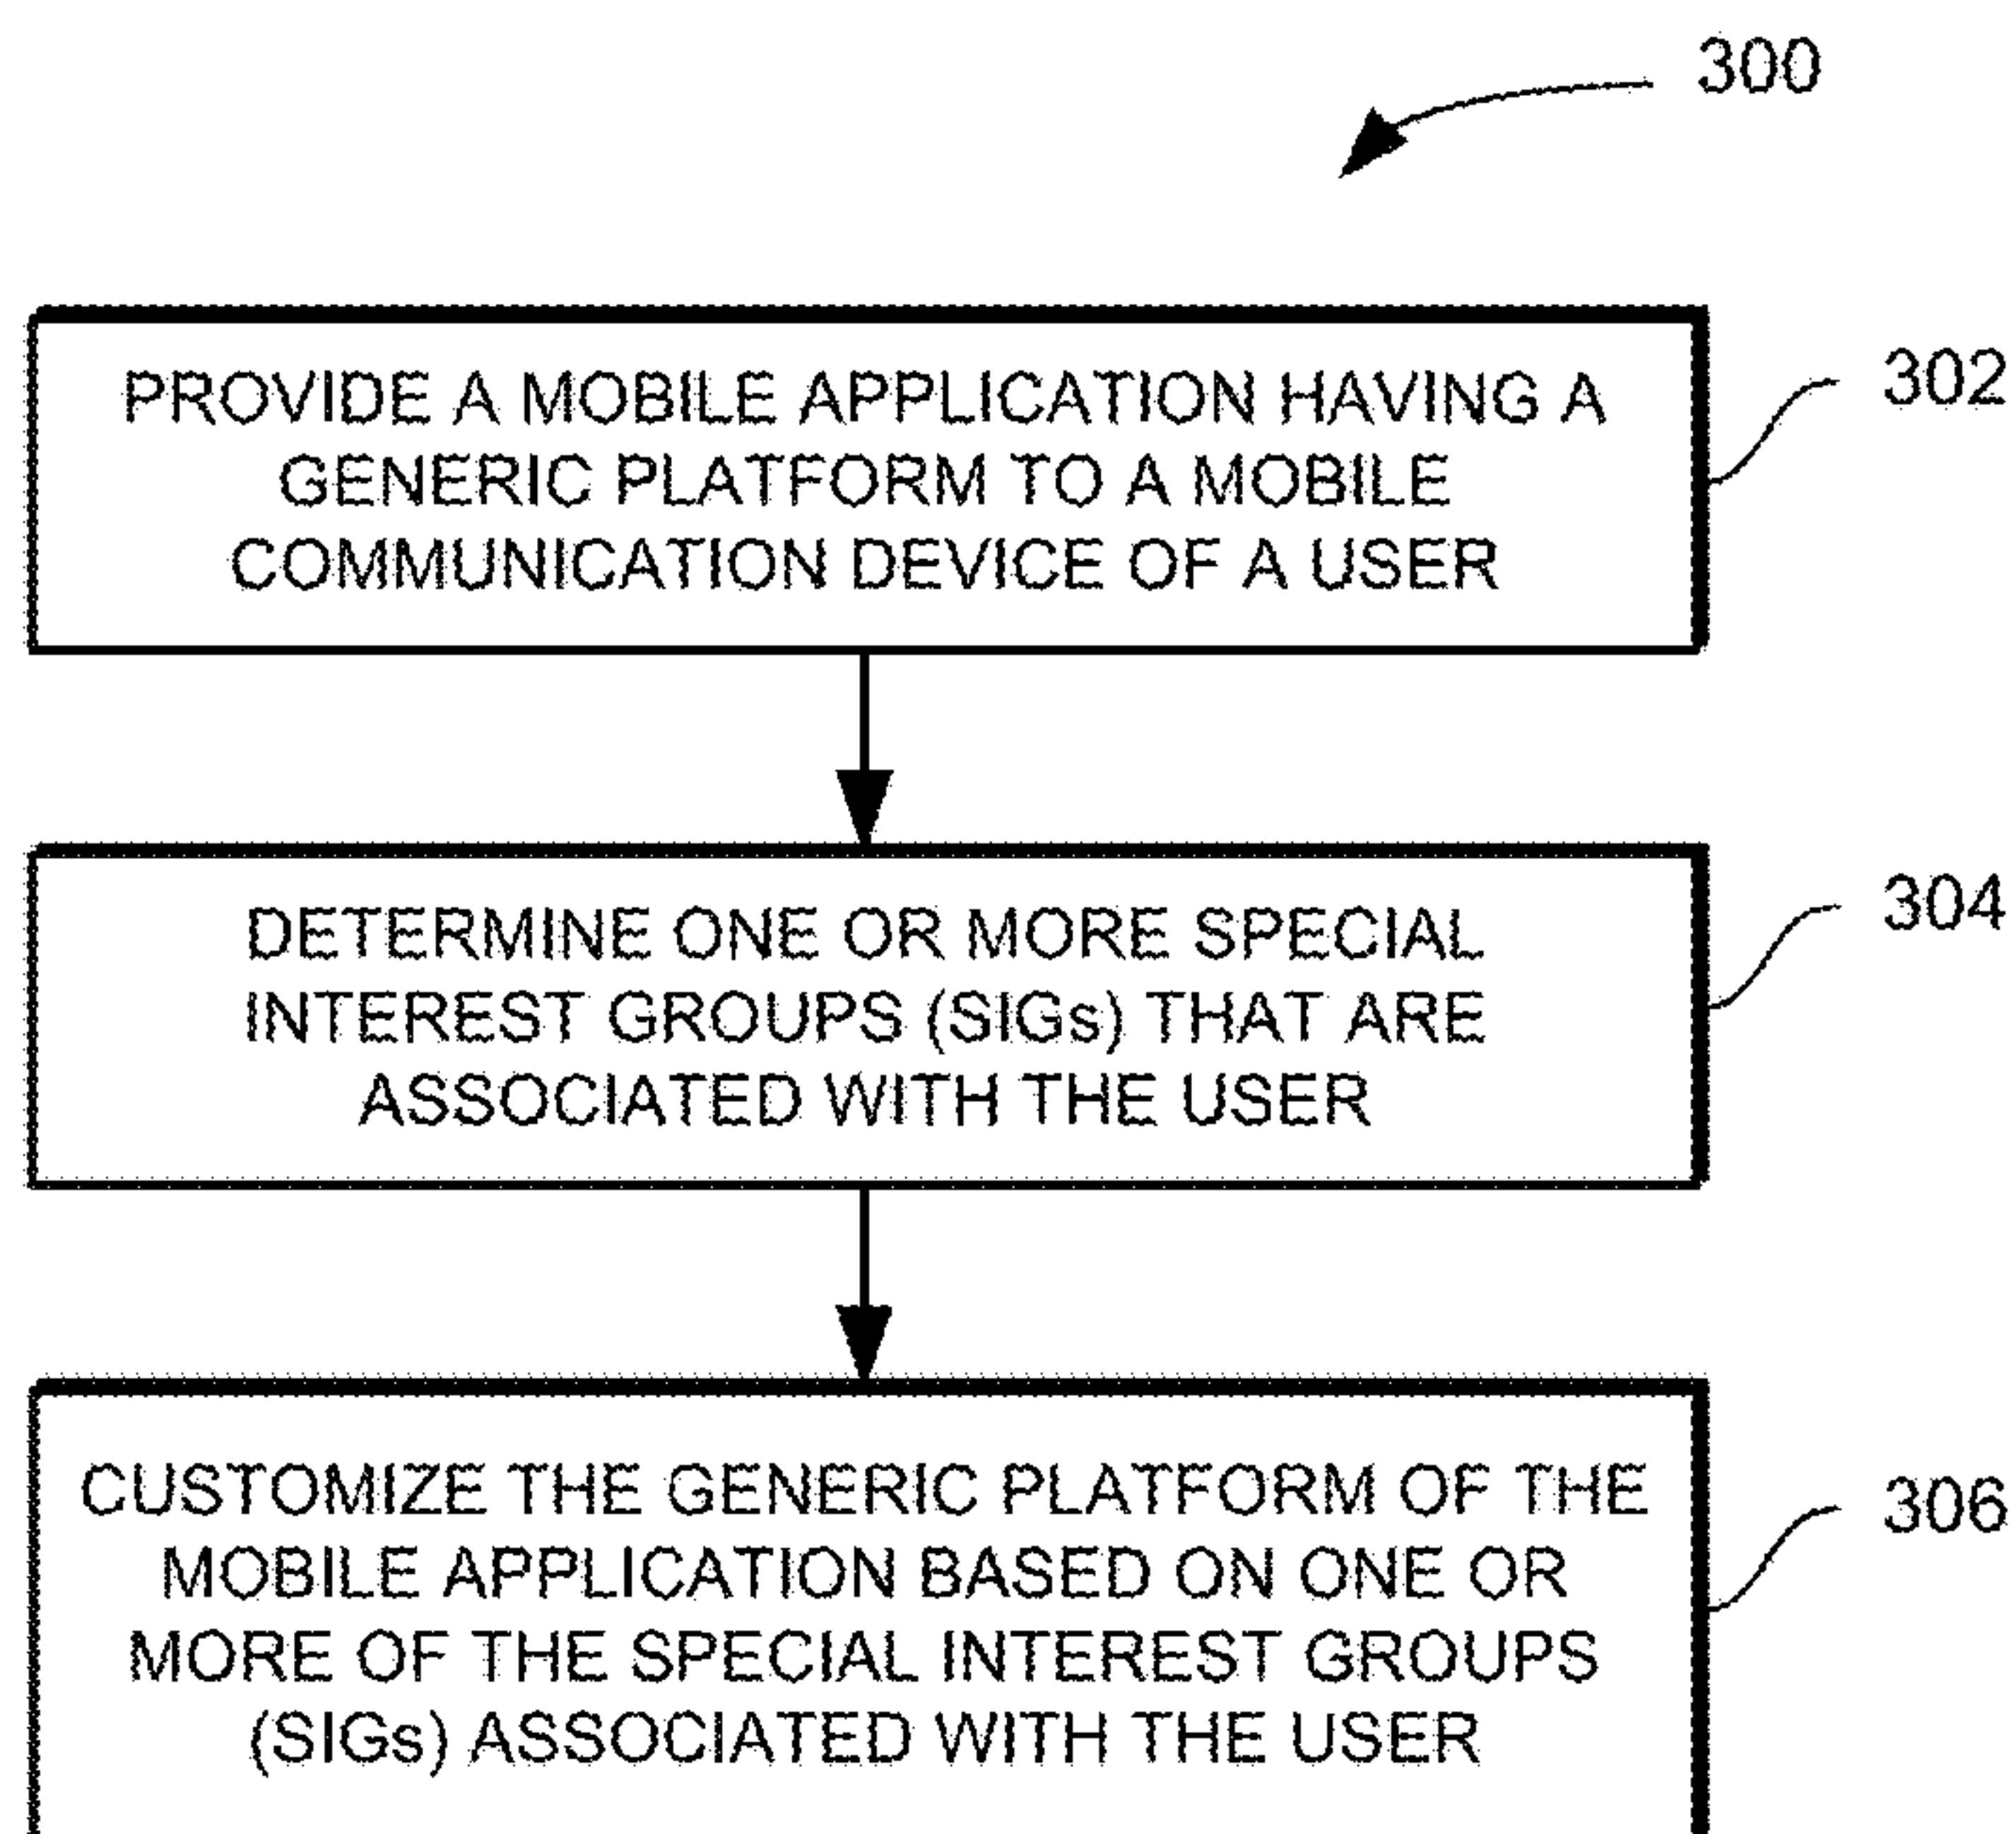 300
PROVIDE A MOBILE APPLICATION HAVING A
GENERIC PLATFORM TO A MOBILE
COMMUNICATION DEVICE OF A USER
302
DETERMINE ONE OR MORE SPECIAL
INTEREST GROUPS (SIGs) THAT ARE
ASSOCIATED WITH THE USER
304
CUSTOMIZE THE GENERIC PLATFORM OF THE
MOBILE APPLICATION BASED ON ONE OR
MORE OF THE SPECIAL INTEREST GROUPS
(SIGs) ASSOCIATED WITH THE USER
306